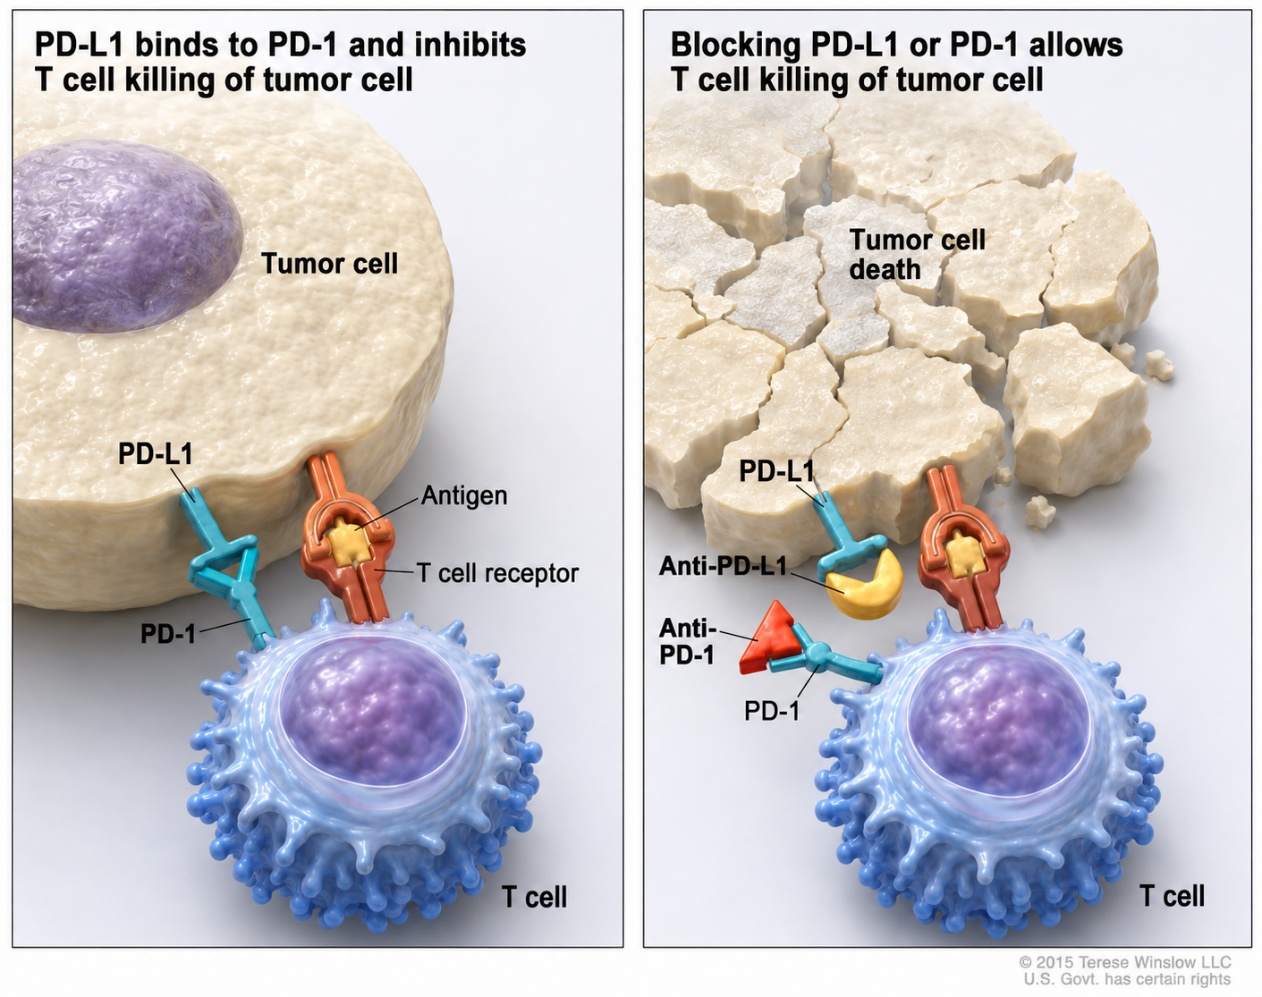 PD-L1 binds to PD-1 and inhibits
T cell killing of tumor cell
Tumor cell
PD-L1
Antigen
T cell receptor
PD-1
T cell
Blocking PD-L1 or PD-1 allows
T cell killing of tumor cell
Tumor cell
death
PD-L1
Anti-PD-L1
Anti-
PD-1
PD-1
T cell
© 2015 Terese Winslow LLC
U.S. Govt. has certain rights